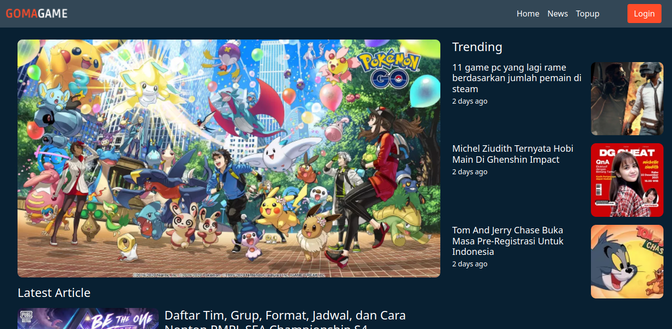 GOMAGAME
Home News Topup Login
Pokémon
GO
Trending
11 game pc yang lagi rame
berdasarkan jumlah pemain di
steam
2 days ago
Michel Ziudith Ternyata Hobi
Main Di Ghenshin Impact
2 days ago
DG CHEAT
QnA
Tom And Jerry Chase Buka
Masa Pre-Registrasi Untuk
Indonesia
2 days ago
CHAS
Latest Article
PUBG
BE THE ONE
Daftar Tim, Grup, Format, Jadwal, dan Cara
Nonton PMPL SEA Championship S4